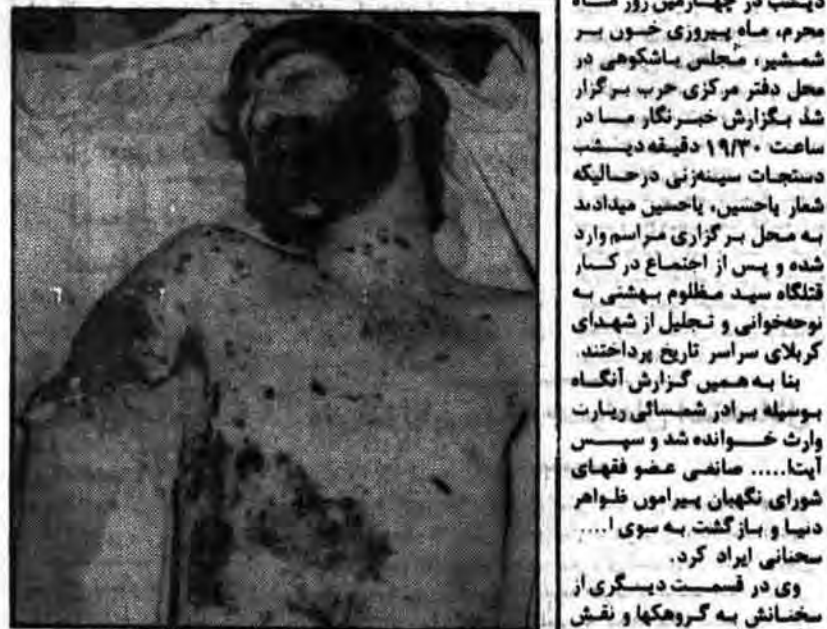 دیشب در چهارمین روز ماه
محرم، ماه پیروزی خون بر
شمشیر، مجلس باشکوهی در
محل دفتر مرکزی حزب برگزار
شد بگزارش خبرنگار ما در
ساعت ۱۹/۳۰ دقیقه دیشب
دستجات سینه‌زنی درحالیکه
شعار یاحسین، یاحسین میدادند
به محل برگزاری مراسم وارد
شده و پس از اجتماع در کنار
قتلگاه سید مظلوم بهشتی به
نوحه‌خوانی و تجلیل از شهدای
کربلای سراسر تاریخ پرداختند.
بنا به همین گزارش آنگاه
بوسیله برادر شمسائی زیارت
وارث خوانده شد و سپس
آیتا..... صانعی عضو فقهای
شورای نگهبان پیرامون ظواهر
دنیا و بازگشت به سوی ا....
سخنانی ایراد کرد.
وی در قسمت دیگری از
سخنانش به گروهکها و نقش